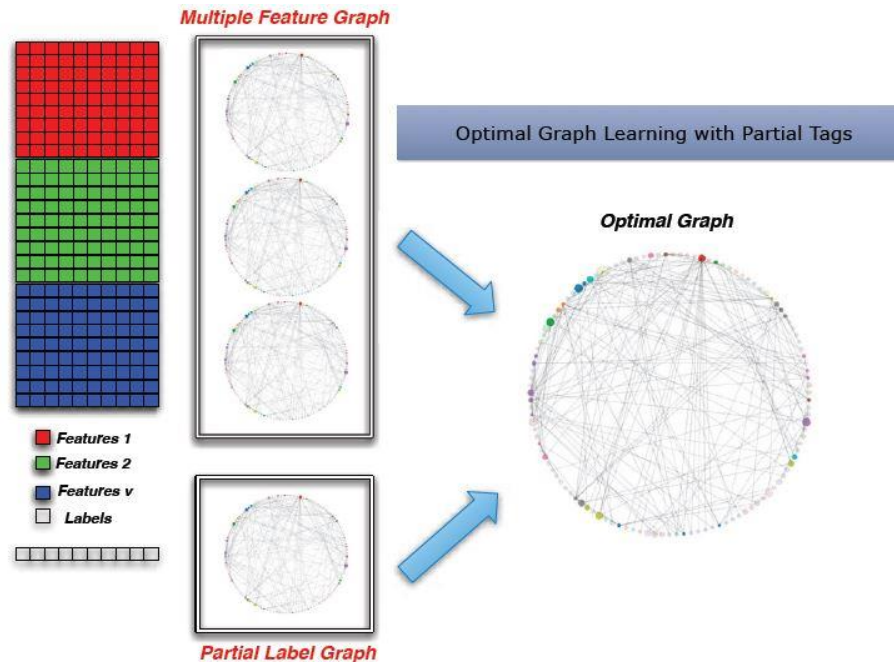 Multiple Feature Graph
Optimal Graph Learning with Partial Tags
Optimal Graph
Features 1
Features 2
Features v
Labels
Partial Label Graph